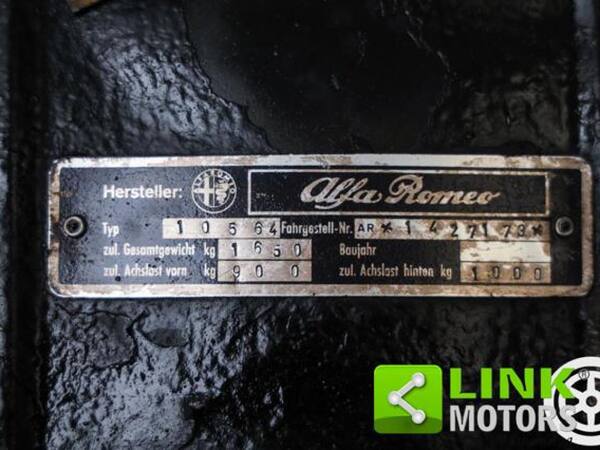 Hersteller: Alfa Romeo
Typ 10564 Fahrgestell-Nr. AR * 1427173*
zul. Gesamtgewicht kg 1650 Baujahr
zul. Achslast vorn kg 900 zul. Achslast hinten kg 1000
LINK
MOTORS